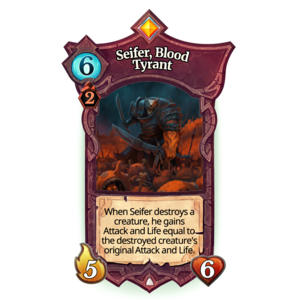 Seifer, Blood
Tyrant
6
2
When Seifer destroys a
creature, he gains
Attack and Life equal to
the destroyed creature's
original Attack and Life.
5
6